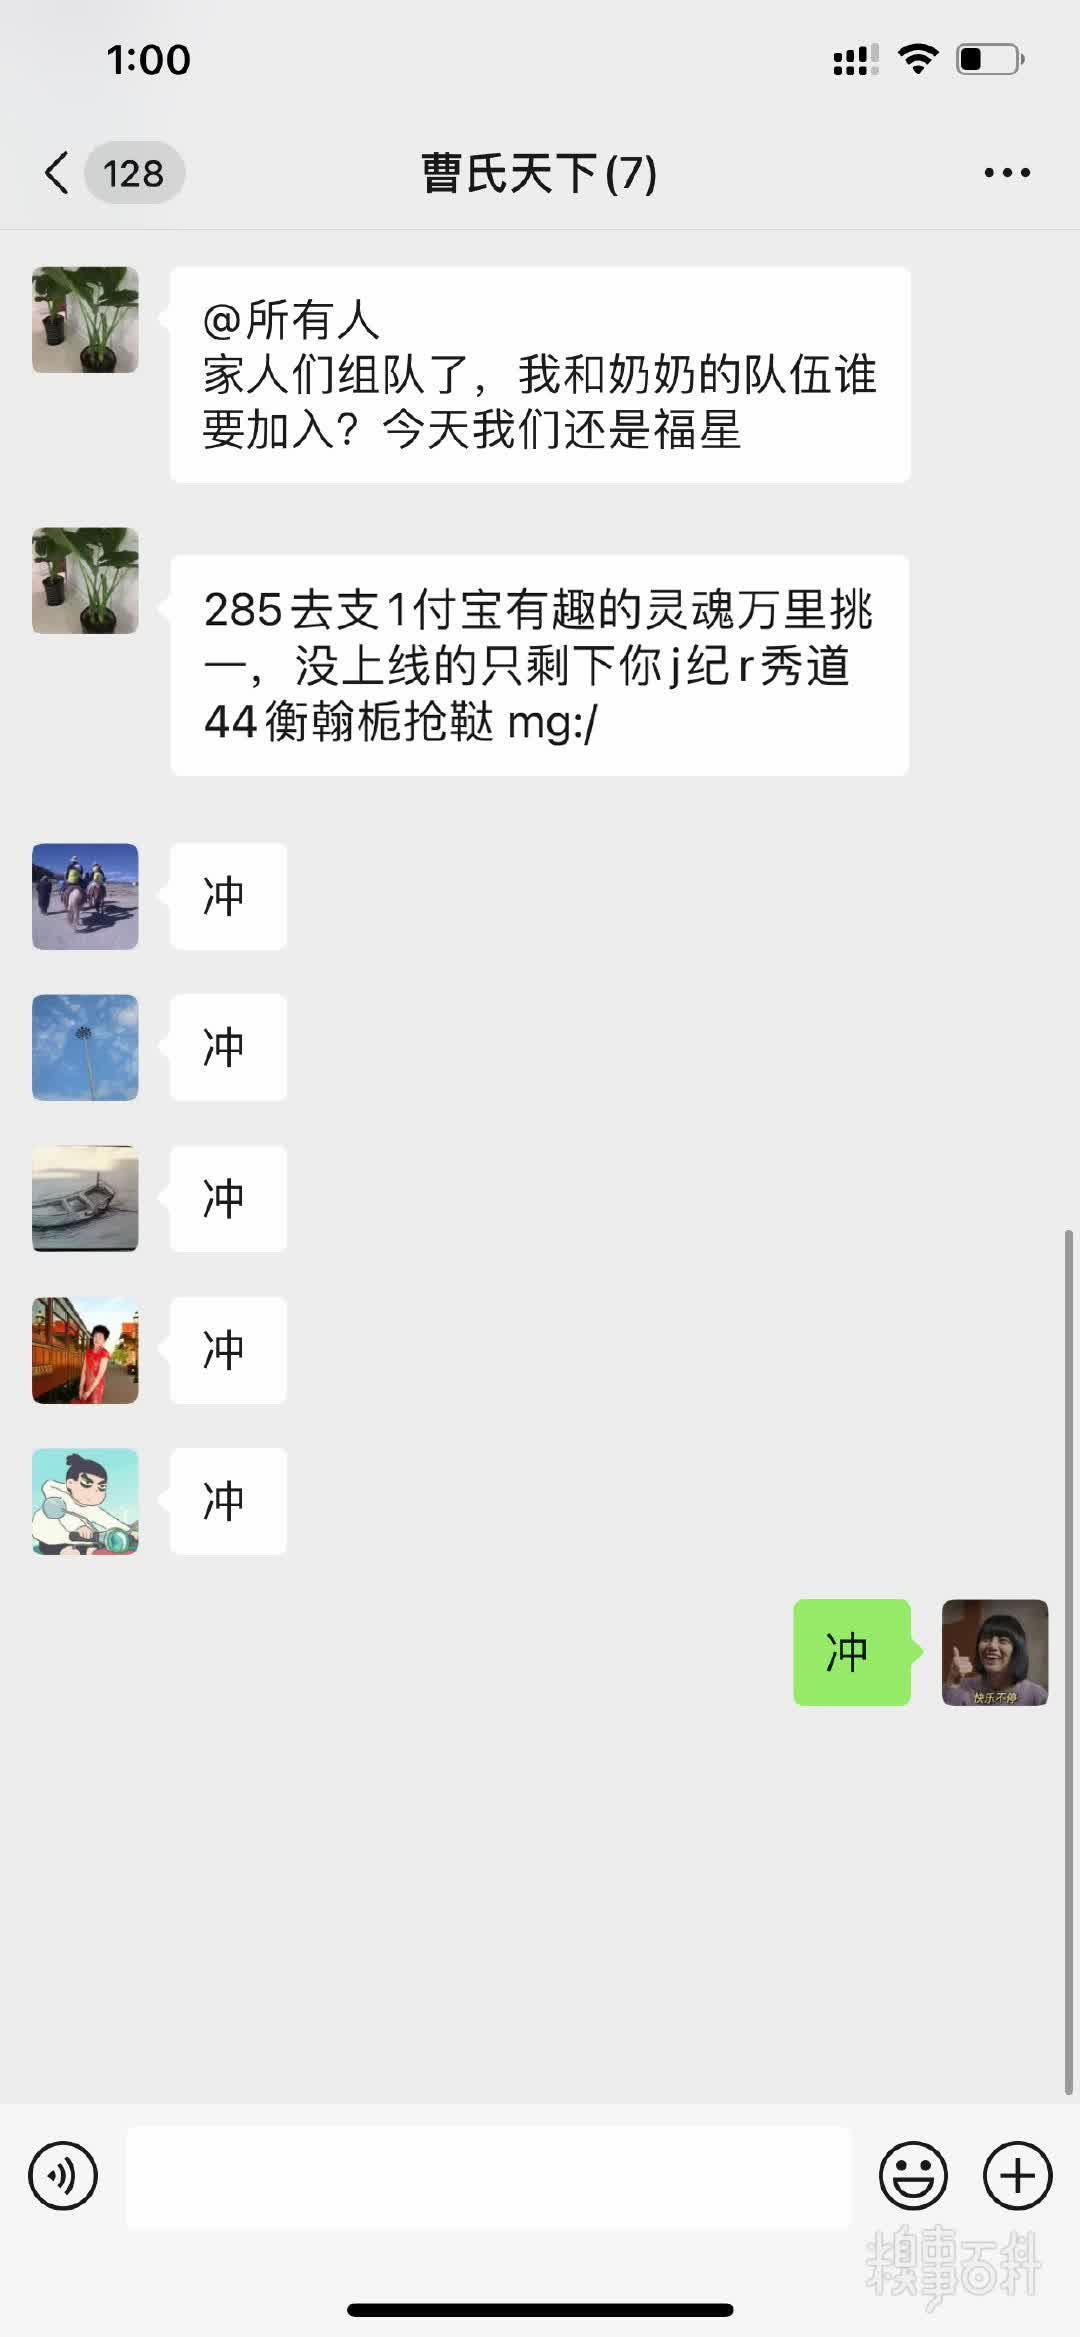 1:00
128
曹氏天下(7)
@所有人
家人们组队了，我和奶奶的队伍谁
要加入？今天我们还是福星
285去支1付宝有趣的灵魂万里挑
一，没上线的只剩下你j纪r秀道
44衡翰栀抢鞑 mg:/
冲
冲
冲
冲
冲
冲
快乐不停
糗事百科